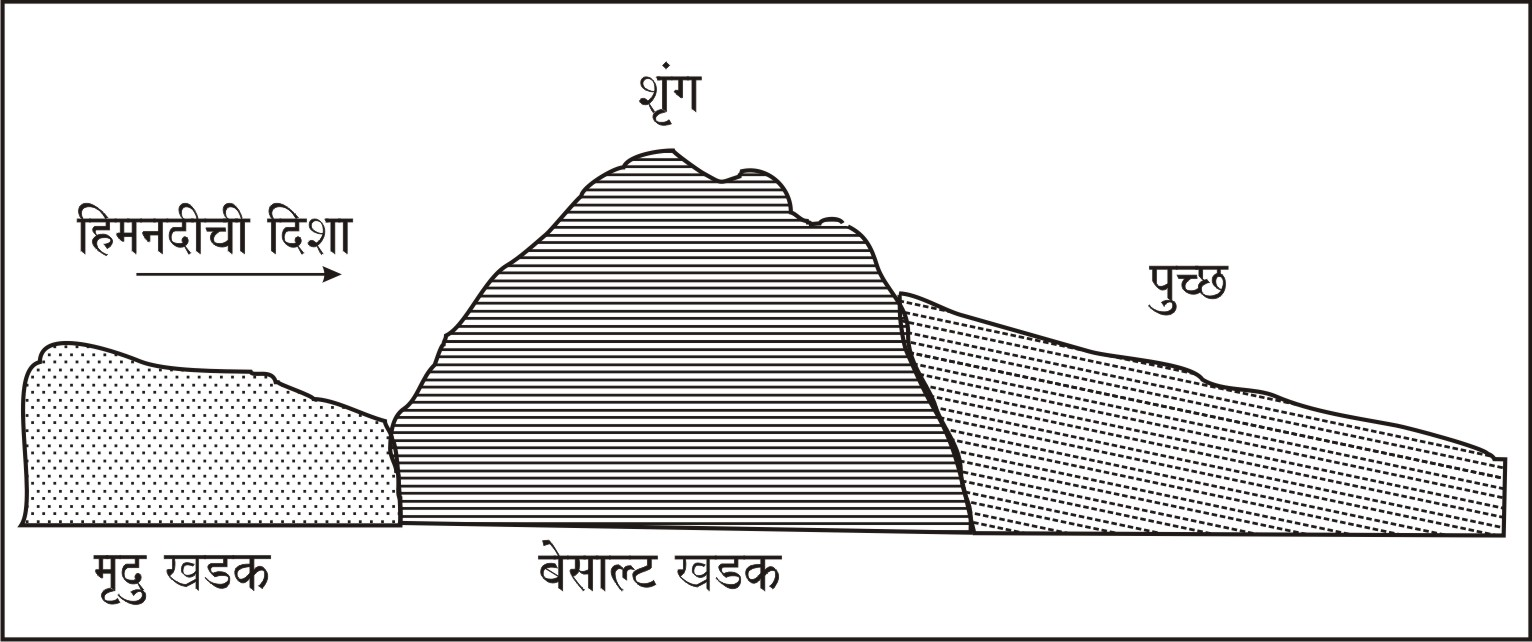 शृंग
हिमनदीची दिशा
पुच्छ
मृदु खडक
बेसाल्ट खडक